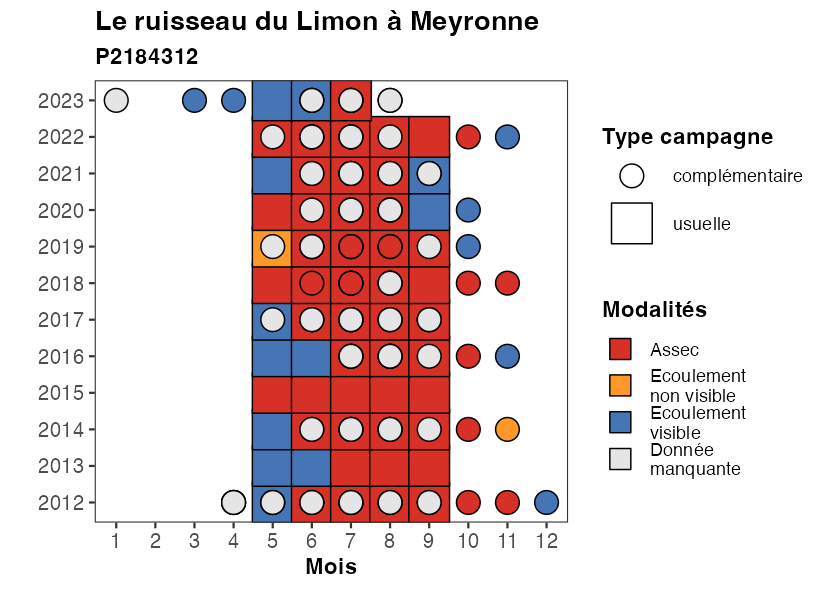 Le ruisseau du Limon à Meyronne
P2184312
2023
2022
2021
2020
2019
2018
2017
2016
2015
2014
2013
2012
1 2 3 4 5 6 7 8 9 10 11 12
Mois
Type campagne
complémentaire
usuelle
Modalités
Assec
Ecoulement
non visible
Ecoulement
visible
Donnée
manquante